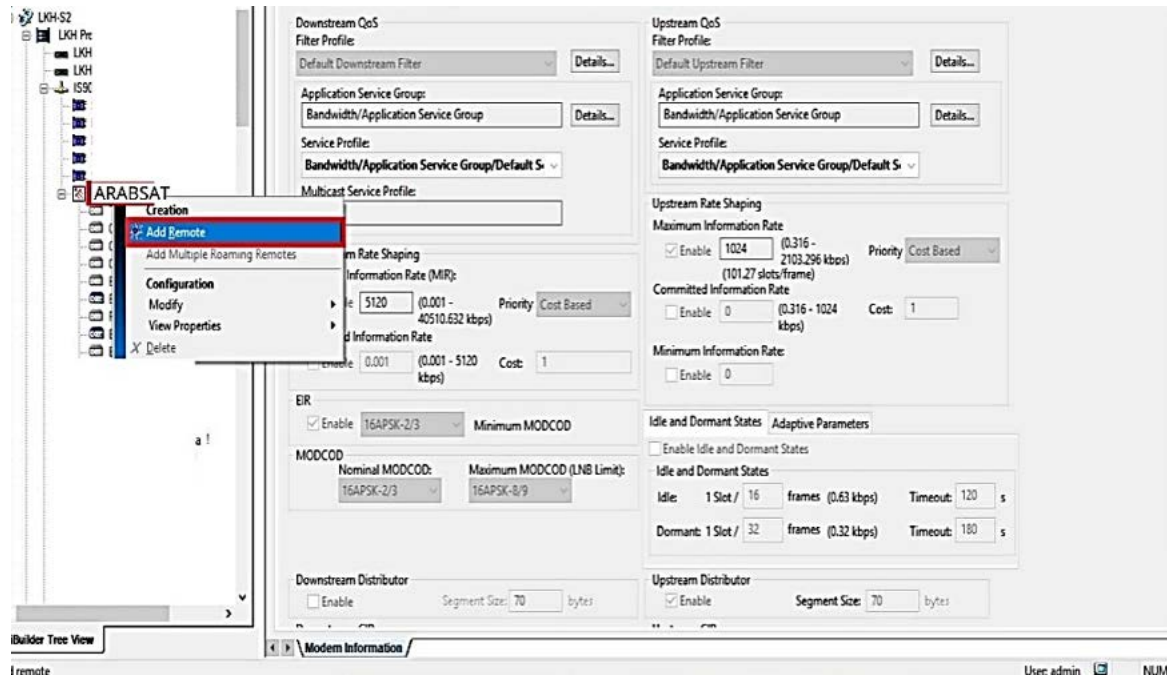 LKH-S2
LKH Pr
LKH
LKH
IS90
ARABSAT
Creation
Add Remote
Add Multiple Roaming Remotes
Configuration
Modify
View Properties
X Delete
a !
iBuilder Tree View
Downstream QoS
Filter Profile:
Default Downstream Filter
Details...
Application Service Group:
Bandwidth/Application Service Group
Details...
Service Profile:
Bandwidth/Application Service Group/Default S
Multicast Service Profile:
m Rate Shaping
Information Rate (MIR):
le 5120 (0.001 - 40510.632 kbps) Priority Cost Based
d Information Rate
Enable 0.001 (0.001 - 5120 kbps) Cost: 1
EIR
Enable 16APSK-2/3 Minimum MODCOD
MODCOD
Nominal MODCOD: Maximum MODCOD (LNB Limit):
16APSK-2/3 16APSK-8/9
Downstream Distributor
Enable Segment Size: 70 bytes
Upstream QoS
Filter Profile:
Default Upstream Filter
Details...
Application Service Group:
Bandwidth/Application Service Group
Details...
Service Profile:
Bandwidth/Application Service Group/Default S
Upstream Rate Shaping
Maximum Information Rate
Enable 1024 (0.316 - 2103.296 kbps) Priority Cost Based
(101.27 slots/frame)
Committed Information Rate
Enable 0 (0.316 - 1024 kbps) Cost: 1
Minimum Information Rate:
Enable 0
Idle and Dormant States Adaptive Parameters
Enable Idle and Dormant States
Idle and Dormant States
Idle: 1 Slot / 16 frames (0.63 kbps) Timeout: 120 s
Dormant: 1 Slot / 32 frames (0.32 kbps) Timeout: 180 s
Upstream Distributor
Enable Segment Size: 70 bytes
Modem Information
d remote
User: admin NUM